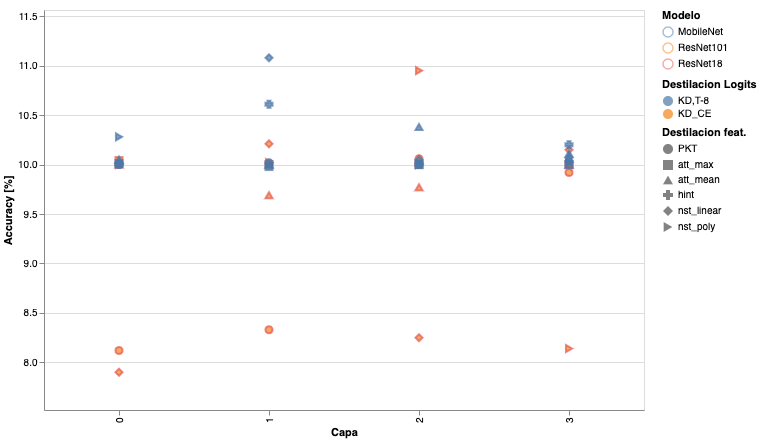 11.5
11.0
10.5
10.0
9.5
9.0
8.5
8.0
Accuracy [%]
0
1
2
3
Capa
Modelo
MobileNet
ResNet101
ResNet18
Destilacion Logits
KD,T-8
KD_CE
Destilacion feat.
PKT
att_max
att_mean
hint
nst_linear
nst_poly